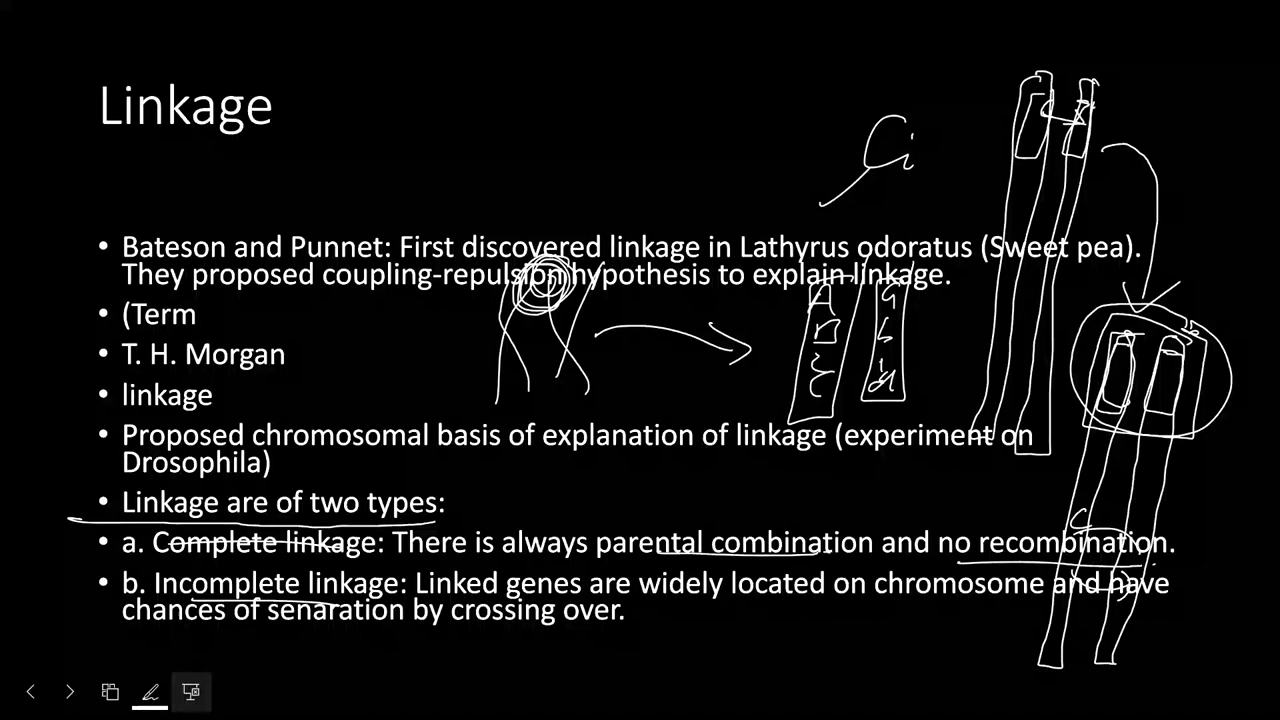 Linkage
• Bateson and Punnet: First discovered linkage in Lathyrus odoratus (Sweet pea).
They proposed coupling-repulsion hypothesis to explain linkage.
• (Term
• T. H. Morgan
• linkage
• Proposed chromosomal basis of explanation of linkage (experiment on
Drosophila)
• Linkage are of two types:
• a. Complete linkage: There is always parental combination and no recombination.
• b. Incomplete linkage: Linked genes are widely located on chromosome and have
chances of senaration by crossing over.